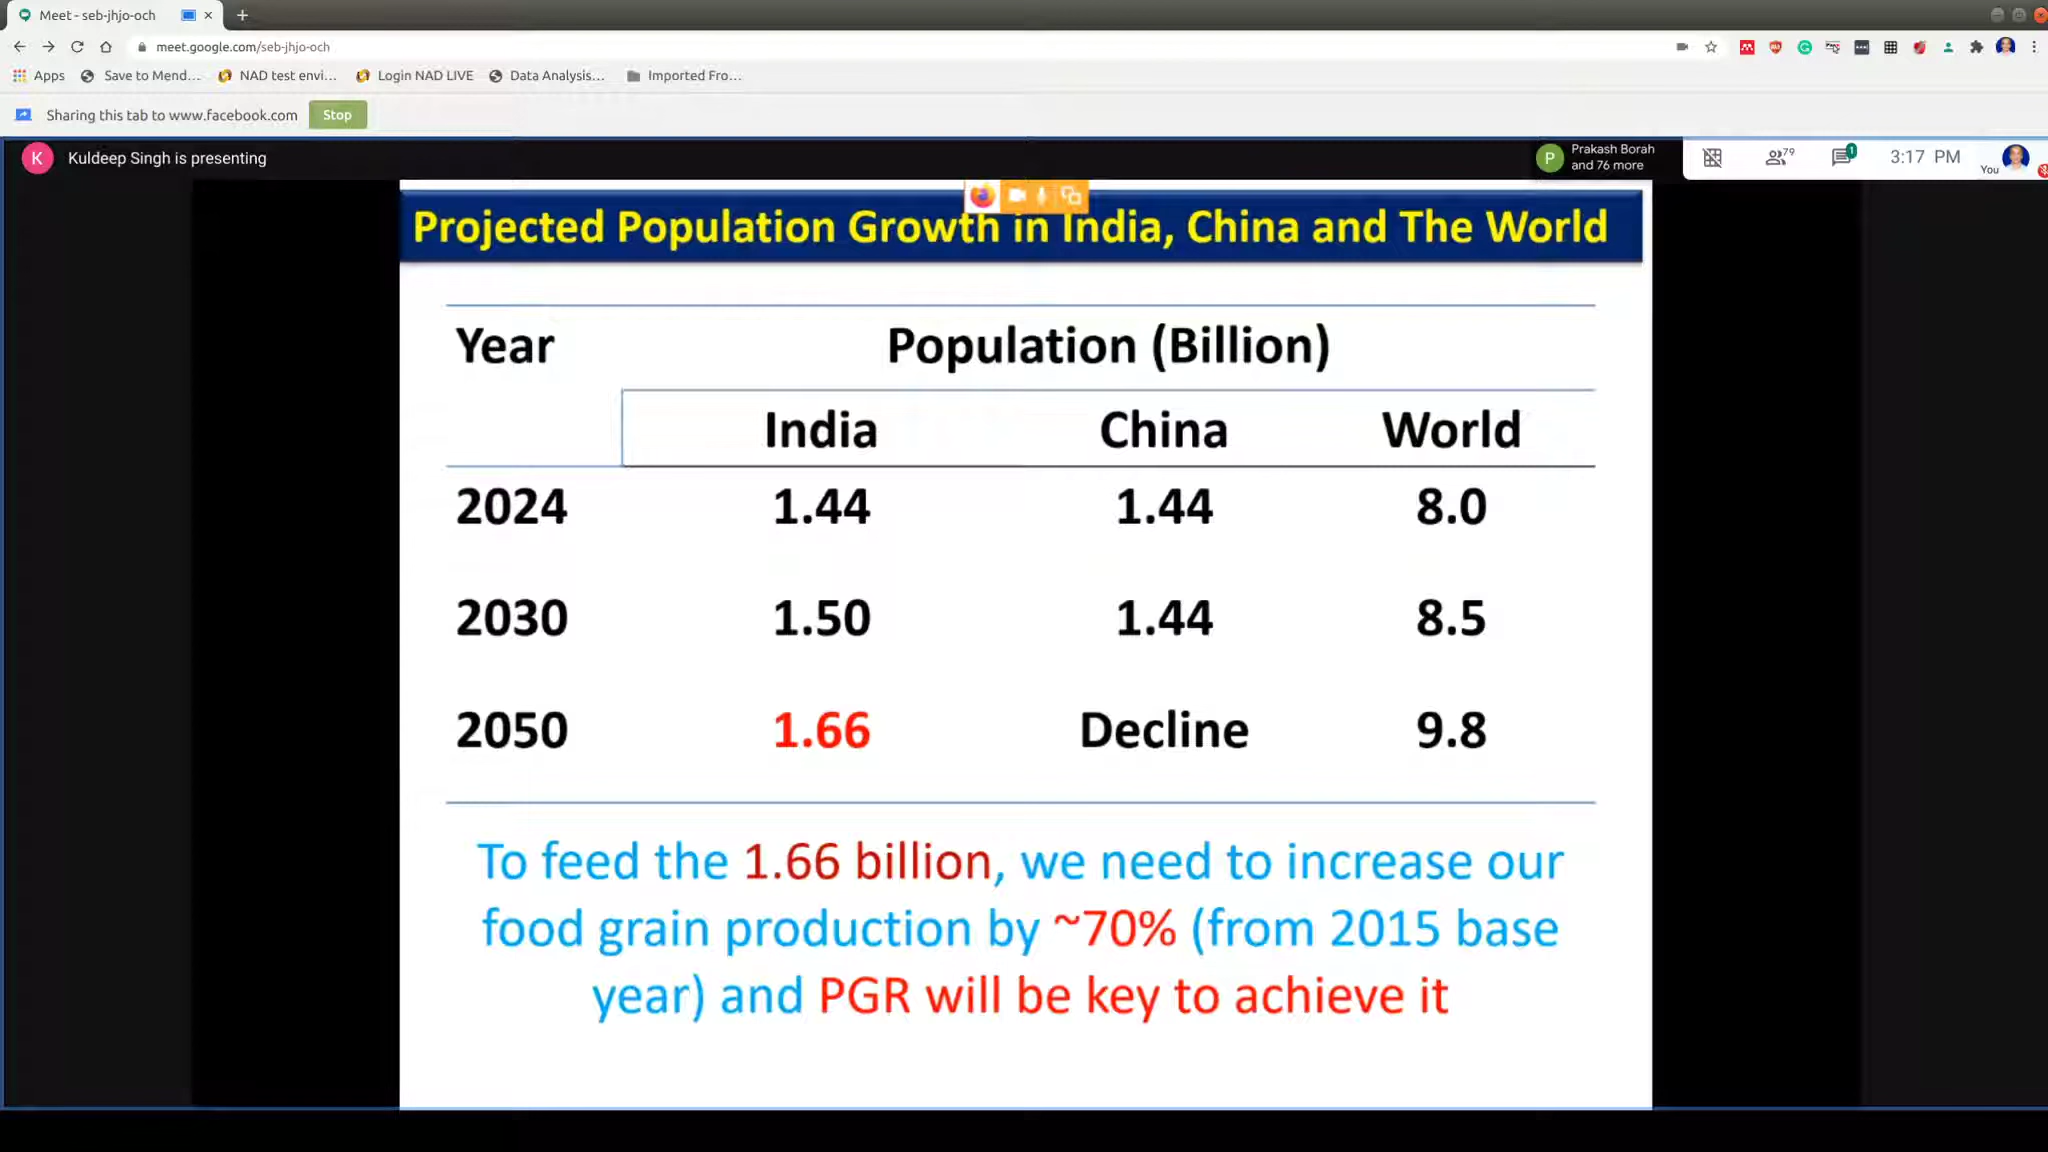 Meet - seb-jhjo-och
meet.google.com/seb-jhjo-och
Apps Save to Mend... NAD test envi... Login NAD LIVE Data Analysis... Imported Fro...
Sharing this tab to www.facebook.com Stop
K Kuldeep Singh is presenting
P Prakash Borah
and 76 more
79 1 3:17 PM You
Projected Population Growth in India, China and The World
Year Population (Billion)
India China World
2024 1.44 1.44 8.0
2030 1.50 1.44 8.5
2050 1.66 Decline 9.8
To feed the 1.66 billion, we need to increase our
food grain production by ~70% (from 2015 base
year) and PGR will be key to achieve it